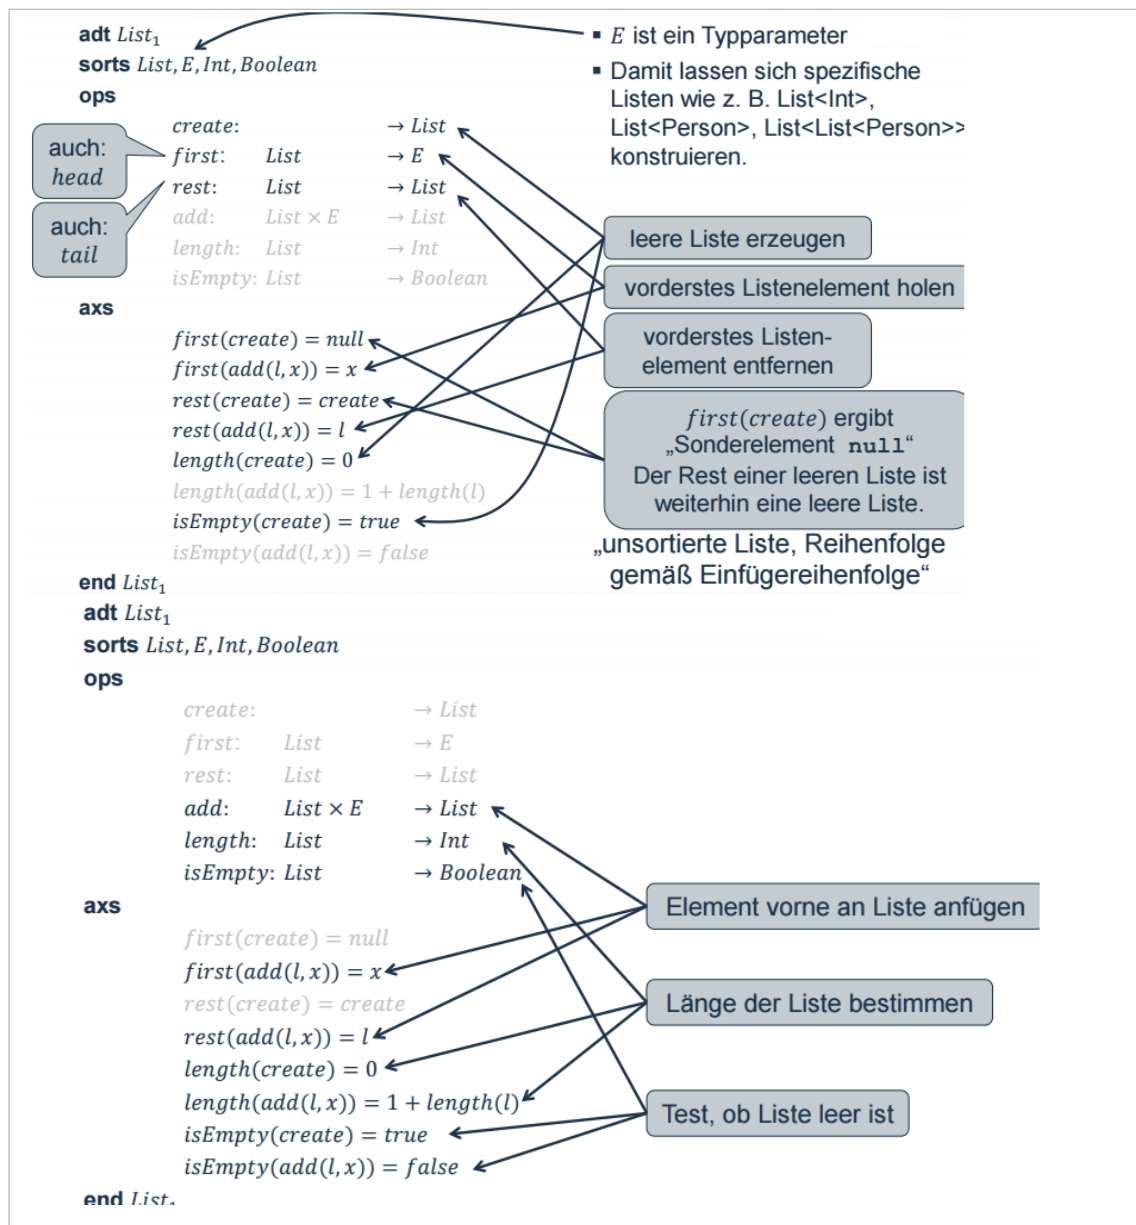 adt List₁
sorts List, E, Int, Boolean
ops
create: → List
first: List → E
rest: List → List
add: List × E → List
length: List → Int
isEmpty: List → Boolean
axs
first(create) = null
first(add(l, x)) = x
rest(create) = create
rest(add(l, x)) = l
length(create) = 0
length(add(l, x)) = 1 + length(l)
isEmpty(create) = true
isEmpty(add(l, x)) = false
end List₁
auch:
head
auch:
tail
▪ E ist ein Typparameter
▪ Damit lassen sich spezifische
Listen wie z. B. List<Int>,
List<Person>, List<List<Person>>
konstruieren.
leere Liste erzeugen
vorderstes Listenelement holen
vorderstes Listen-
element entfernen
first(create) ergibt
„Sonderelement null“
Der Rest einer leeren Liste ist
weiterhin eine leere Liste.
„unsortierte Liste, Reihenfolge
gemäß Einfügereihenfolge“
adt List₁
sorts List, E, Int, Boolean
ops
create: → List
first: List → E
rest: List → List
add: List × E → List
length: List → Int
isEmpty: List → Boolean
axs
first(create) = null
first(add(l, x)) = x
rest(create) = create
rest(add(l, x)) = l
length(create) = 0
length(add(l, x)) = 1 + length(l)
isEmpty(create) = true
isEmpty(add(l, x)) = false
end List₁
Element vorne an Liste anfügen
Länge der Liste bestimmen
Test, ob Liste leer ist